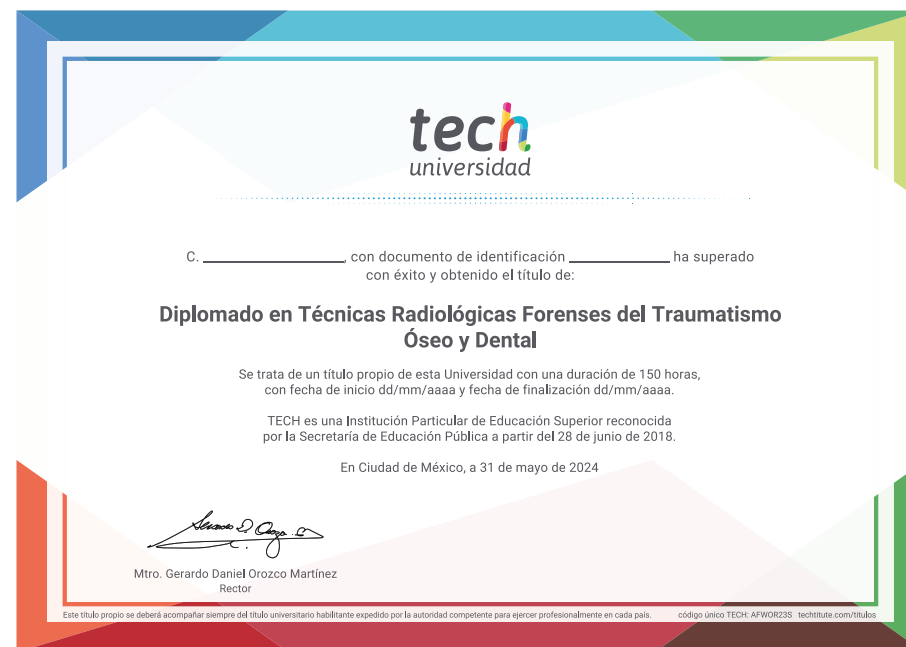 tech
universidad
C. ____________, con documento de identificación ____________ ha superado
con éxito y obtenido el título de:
Diplomado en Técnicas Radiológicas Forenses del Traumatismo
Óseo y Dental
Se trata de un título propio de esta Universidad con una duración de 150 horas,
con fecha de inicio dd/mm/aaaa y fecha de finalización dd/mm/aaaa.
TECH es una Institución Particular de Educación Superior reconocida
por la Secretaría de Educación Pública a partir del 28 de junio de 2018.
En Ciudad de México, a 31 de mayo de 2024
Mtro. Gerardo Daniel Orozco Martínez
Rector
Este título propio se deberá acompañar siempre del título universitario habilitante expedido por la autoridad competente para ejercer profesionalmente en cada país. código único TECH: AFWOR23S techtitute.com/titulos